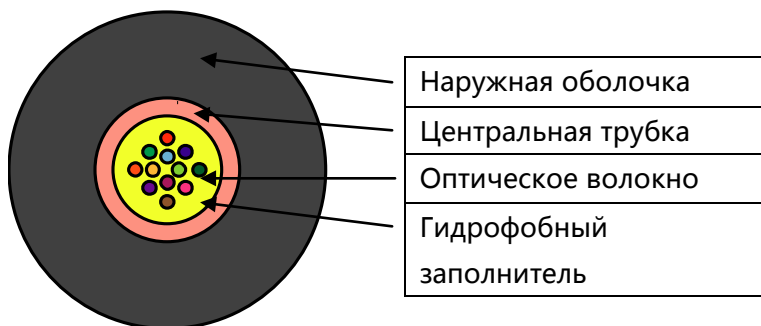 Наружная оболочка
Центральная трубка
Оптическое волокно
Гидрофобный
заполнитель